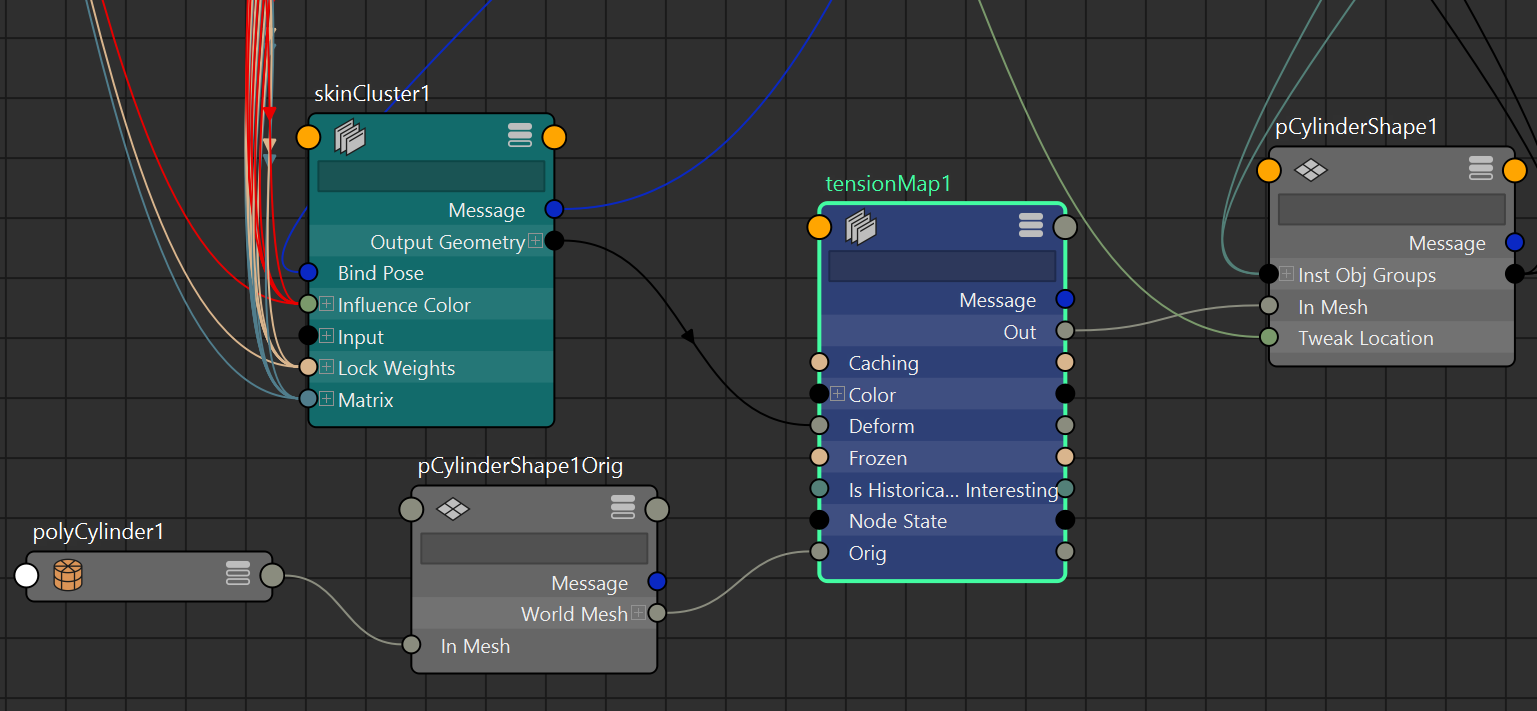 skinCluster1
Message
Output Geometry
Bind Pose
Influence Color
Input
Lock Weights
Matrix
polyCylinder1
pCylinderShape1Orig
Message
World Mesh
In Mesh
tensionMap1
Message
Out
Caching
Color
Deform
Frozen
Is Historica... Interesting
Node State
Orig
pCylinderShape1
Message
Inst Obj Groups
In Mesh
Tweak Location